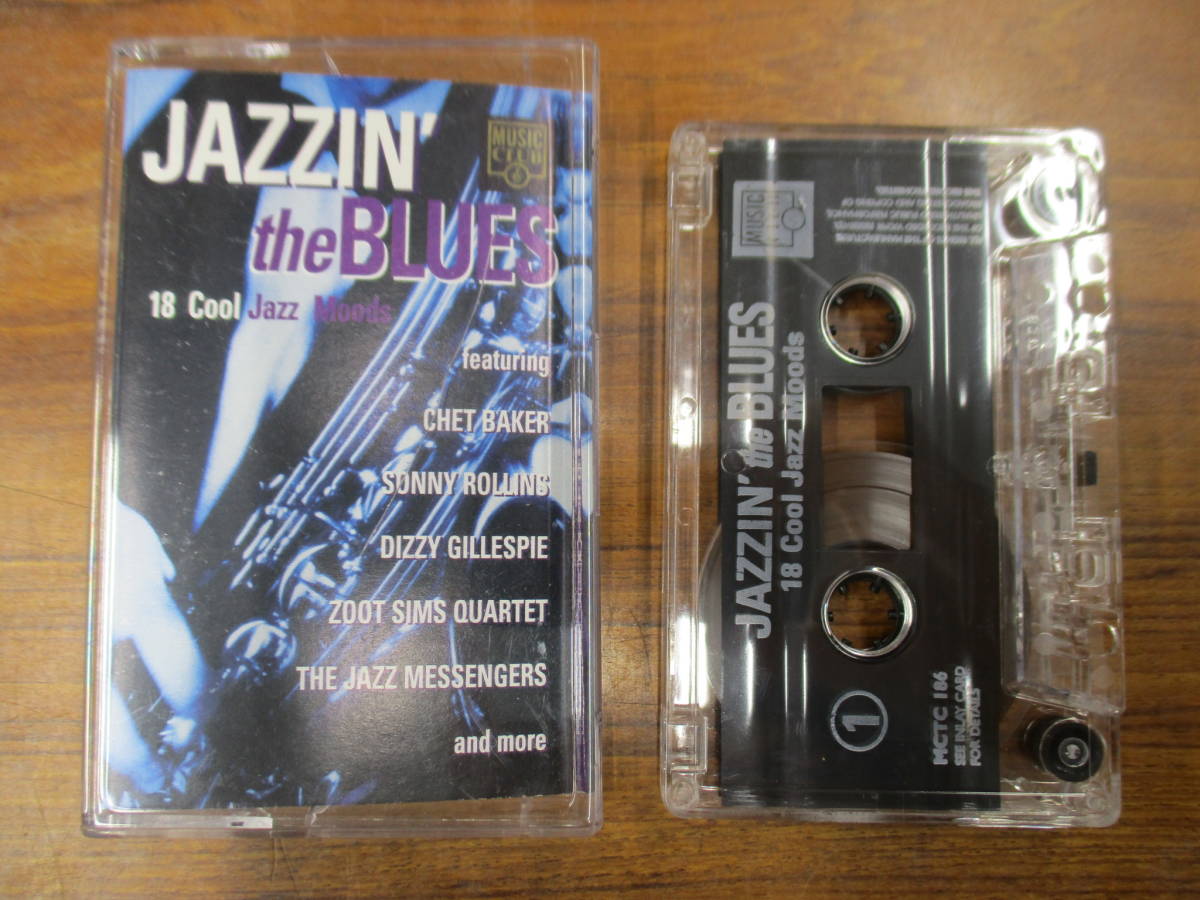 JAZZIN'
MUSIC
CLUB
the BLUES
18 Cool Jazz Moods
featuring
CHET BAKER
SONNY ROLLINS
DIZZY GILLESPIE
ZOOT SIMS QUARTET
THE JAZZ MESSENGERS
and more
MUSIC
CLUB
JAZZIN' the BLUES
18 Cool Jazz Moods
1
MCTC 186
SEE INLAY CARD
FOR DETAILS